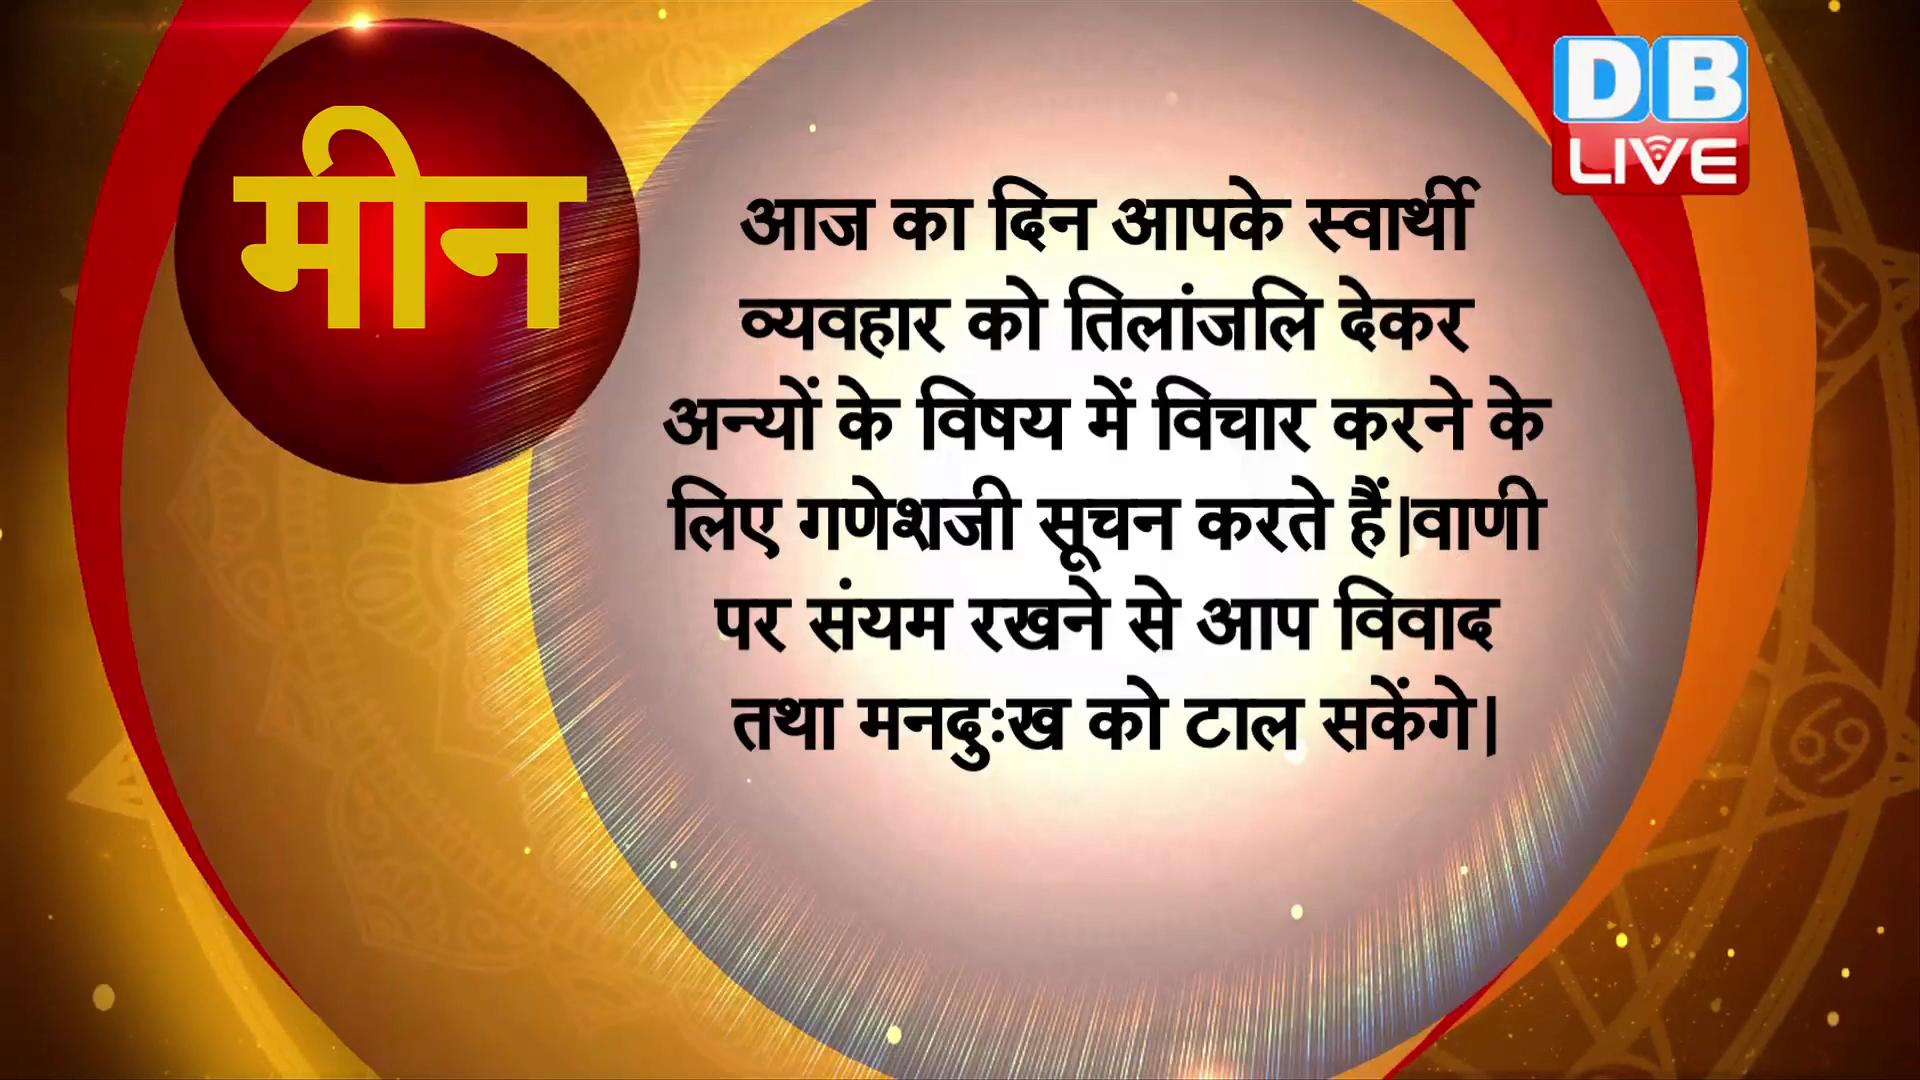 मीन
DB
LIVE
आज का दिन आपके स्वार्थी
व्यवहार को तिलांजलि देकर
अन्यों के विषय में विचार करने के
लिए गणेशजी सूचन करते हैं|वाणी
पर संयम रखने से आप विवाद
तथा मनदुःख को टाल सकेंगे|